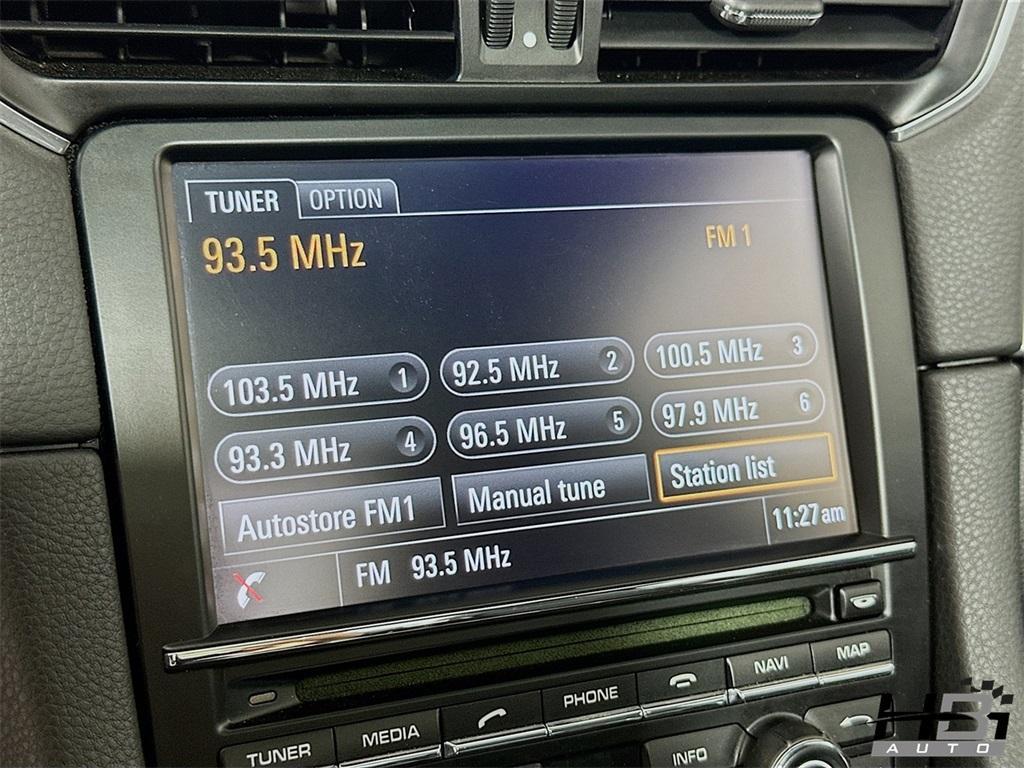 TUNER OPTION
93.5 MHz FM 1
103.5 MHz 1 92.5 MHz 2 100.5 MHz 3
93.3 MHz 4 96.5 MHz 5 97.9 MHz 6
Autostore FM1 Manual tune Station list
FM 93.5 MHz 11:27am
TUNER MEDIA PHONE NAVI MAP
INFO
HBI
AUTO